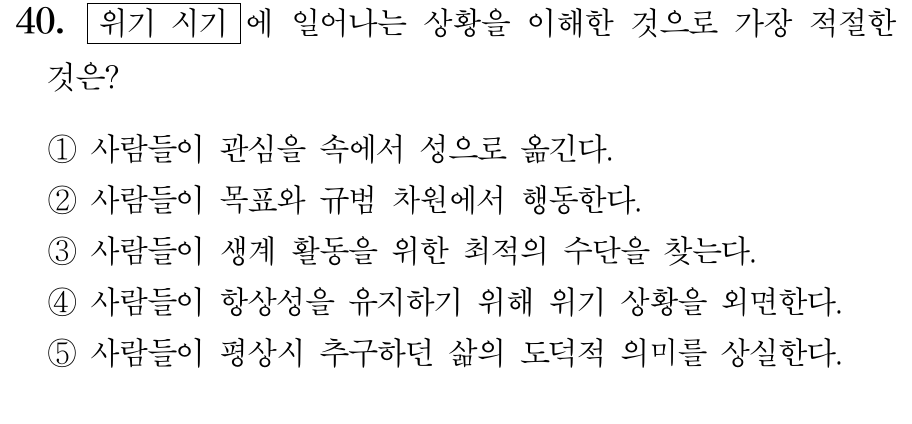 40. 위기 시기 에 일어나는 상황을 이해한 것으로 가장 적절한
것은?
① 사람들이 관심을 속에서 성으로 옮긴다.
② 사람들이 목표와 규범 차원에서 행동한다.
③ 사람들이 생계 활동을 위한 최적의 수단을 찾는다.
④ 사람들이 항상성을 유지하기 위해 위기 상황을 외면한다.
⑤ 사람들이 평상시 추구하던 삶의 도덕적 의미를 상실한다.